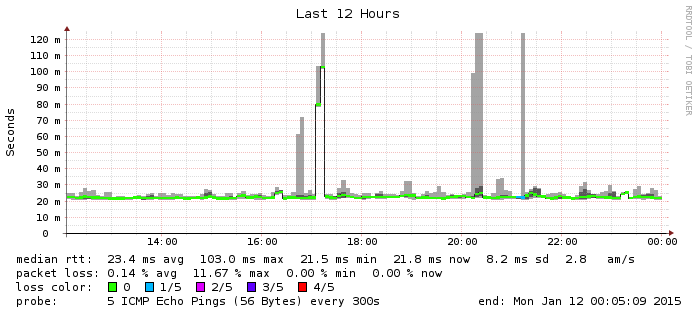 Last 12 Hours
RRDTOOL / TOBI OETIKER
Seconds
120 m
110 m
100 m
90 m
80 m
70 m
60 m
50 m
40 m
30 m
20 m
10 m
0
14:00 16:00 18:00 20:00 22:00 00:00
median rtt: 23.4 ms avg 103.0 ms max 21.5 ms min 21.8 ms now 8.2 ms sd 2.8 am/s
packet loss: 0.14 % avg 11.67 % max 0.00 % min 0.00 % now
loss color: 0 1/5 2/5 3/5 4/5
probe: 5 ICMP Echo Pings (56 Bytes) every 300s end: Mon Jan 12 00:05:09 2015